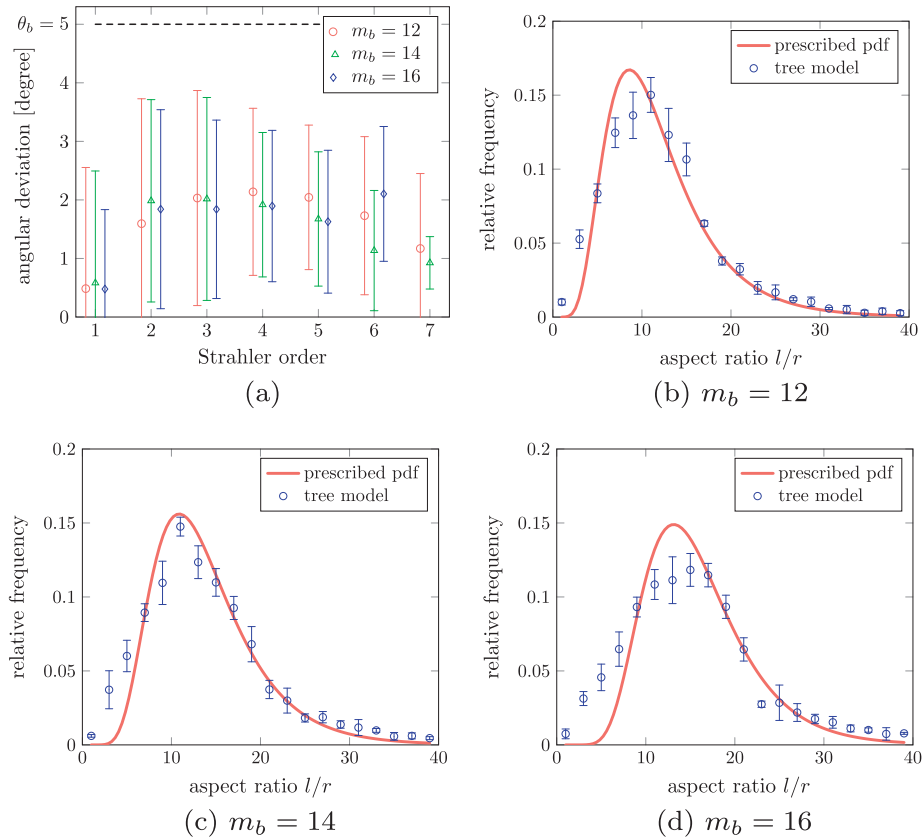 θ_b = 5
4
3
2
1
0
angular deviation [degree]
m_b = 12
m_b = 14
m_b = 16
1 2 3 4 5 6 7
Strahler order
(a)
0.2
0.15
0.1
0.05
0
relative frequency
prescribed pdf
tree model
0 10 20 30 40
aspect ratio l/r
(b) m_b = 12
0.2
0.15
0.1
0.05
0
relative frequency
prescribed pdf
tree model
0 10 20 30 40
aspect ratio l/r
(c) m_b = 14
0.2
0.15
0.1
0.05
0
relative frequency
prescribed pdf
tree model
0 10 20 30 40
aspect ratio l/r
(d) m_b = 16